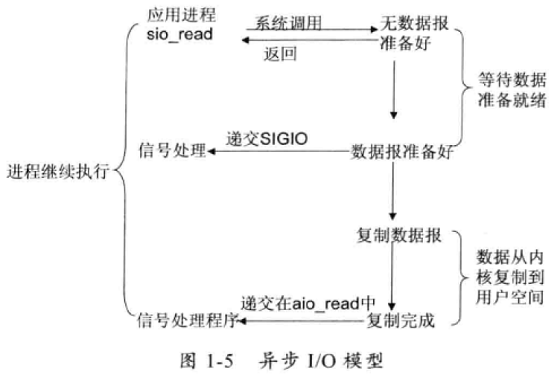 应用进程
sio_read
系统调用
返回
无数据报
准备好
等待数据
准备就绪
进程继续执行
信号处理
递交SIGIO
数据报准备好
复制数据报
数据从内
核复制到
用户空间
信号处理程序
递交在aio_read中
复制完成
图 1-5 异步 I/O 模型